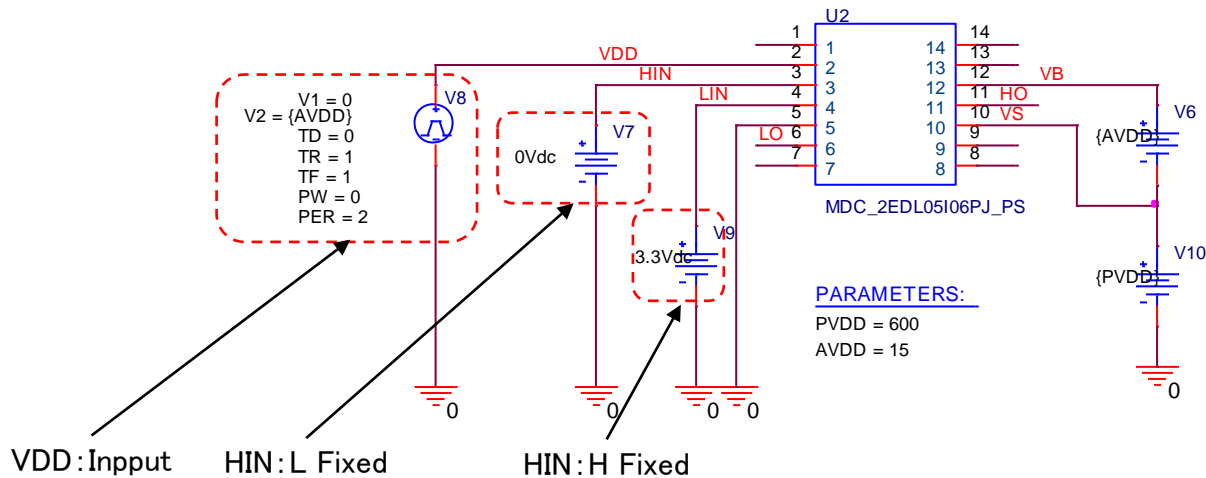 U2
1
2
3
4
5
6
7
1
2
3
4
5
6
7
14
13
12
11
10
9
8
14
13
12
11
10
9
8
VDD
HIN
LIN
LO
VB
HO
VS
V1 = 0
V2 = {AVDD}
TD = 0
TR = 1
TF = 1
PW = 0
PER = 2
V8
V7
0Vdc
V9
3.3Vdc
V6
{AVDD}
V10
{PVDD}
MDC_2EDL05I06PJ_PS
PARAMETERS:
PVDD = 600
AVDD = 15
0
0
0
0
0
VDD:Inpput
HIN:L Fixed
HIN:H Fixed